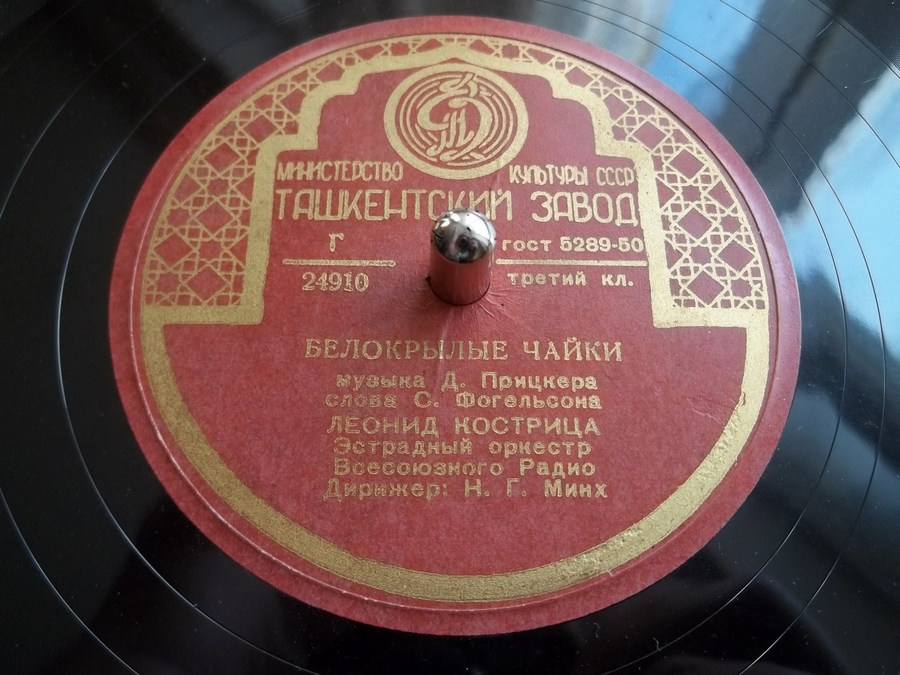 МИНИСТЕРСТВО КУЛЬТУРЫ СССР
ТАШКЕНТСКИЙ ЗАВОД
Г гост 5289-50
24910 третий кл.
БЕЛОКРЫЛЫЕ ЧАЙКИ
музыка Д. Прицкера
слова С. Фогельсона
ЛЕОНИД КОСТРИЦА
Эстрадный оркестр
Всесоюзного Радио
Дирижер: Н. Г. Минх